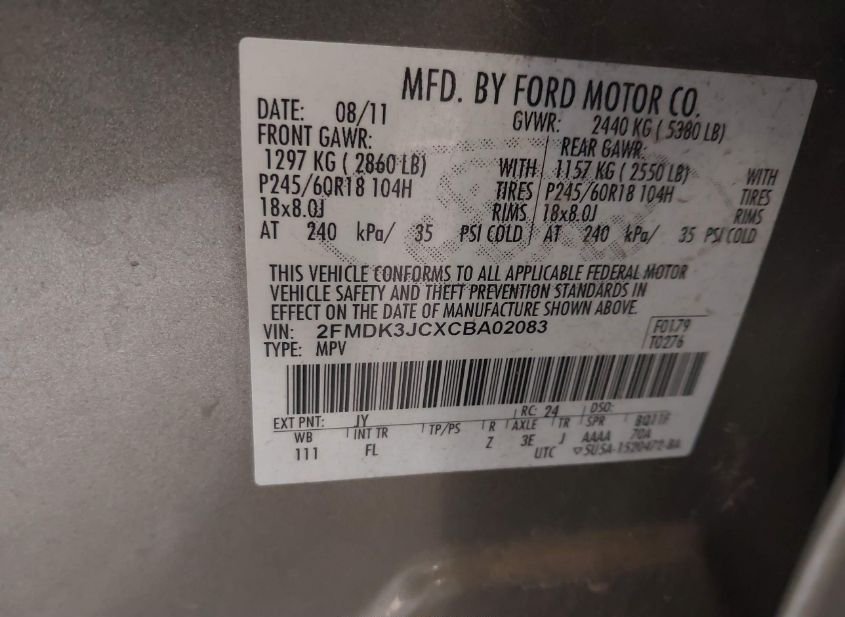 MFD. BY FORD MOTOR CO.
DATE: 08/11 GVWR: 2440 KG ( 5380 LB)
FRONT GAWR: REAR GAWR:
1297 KG ( 2860 LB) WITH 1157 KG ( 2550 LB) WITH
P245/60R18 104H TIRES P245/60R18 104H TIRES
18x8.0J RIMS 18x8.0J RIMS
AT 240 kPa/ 35 PSI COLD AT 240 kPa/ 35 PSI COLD
THIS VEHICLE CONFORMS TO ALL APPLICABLE FEDERAL MOTOR
VEHICLE SAFETY AND THEFT PREVENTION STANDARDS IN
EFFECT ON THE DATE OF MANUFACTURE SHOWN ABOVE.
VIN: 2FMDK3JCXCBA02083 F0179
TYPE: MPV T0276
EXT PNT: JY RC: 24 DSO:
WB INT TR TP/PS R AXLE TR SPR
111 FL Z 3E J AAAA 70A
UTC ▽5U5A-1520472-BA